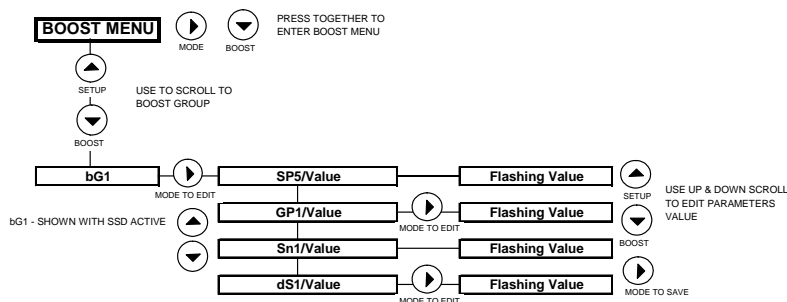 BOOST MENU
MODE
BOOST
PRESS TOGETHER TO
ENTER BOOST MENU
SETUP
USE TO SCROLL TO
BOOST GROUP
BOOST
bG1
MODE TO EDIT
SP5/Value
Flashing Value
SETUP
USE UP & DOWN SCROLL
TO EDIT PARAMETERS
VALUE
bG1 - SHOWN WITH SSD ACTIVE
GP1/Value
MODE TO EDIT
Flashing Value
BOOST
Sn1/Value
Flashing Value
dS1/Value
MODE TO EDIT
Flashing Value
MODE TO SAVE